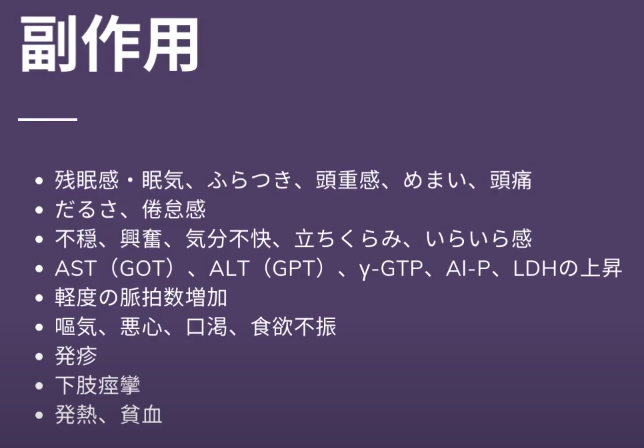 副作用
• 残眠感・眠気、ふらつき、頭重感、めまい、頭痛
• だるさ、倦怠感
• 不穏、興奮、気分不快、立ちくらみ、いらいら感
• AST（GOT）、ALT（GPT）、γ-GTP、Al-P、LDHの上昇
• 軽度の脈拍数増加
• 嘔気、悪心、口渇、食欲不振
• 発疹
• 下肢痙攣
• 発熱、貧血